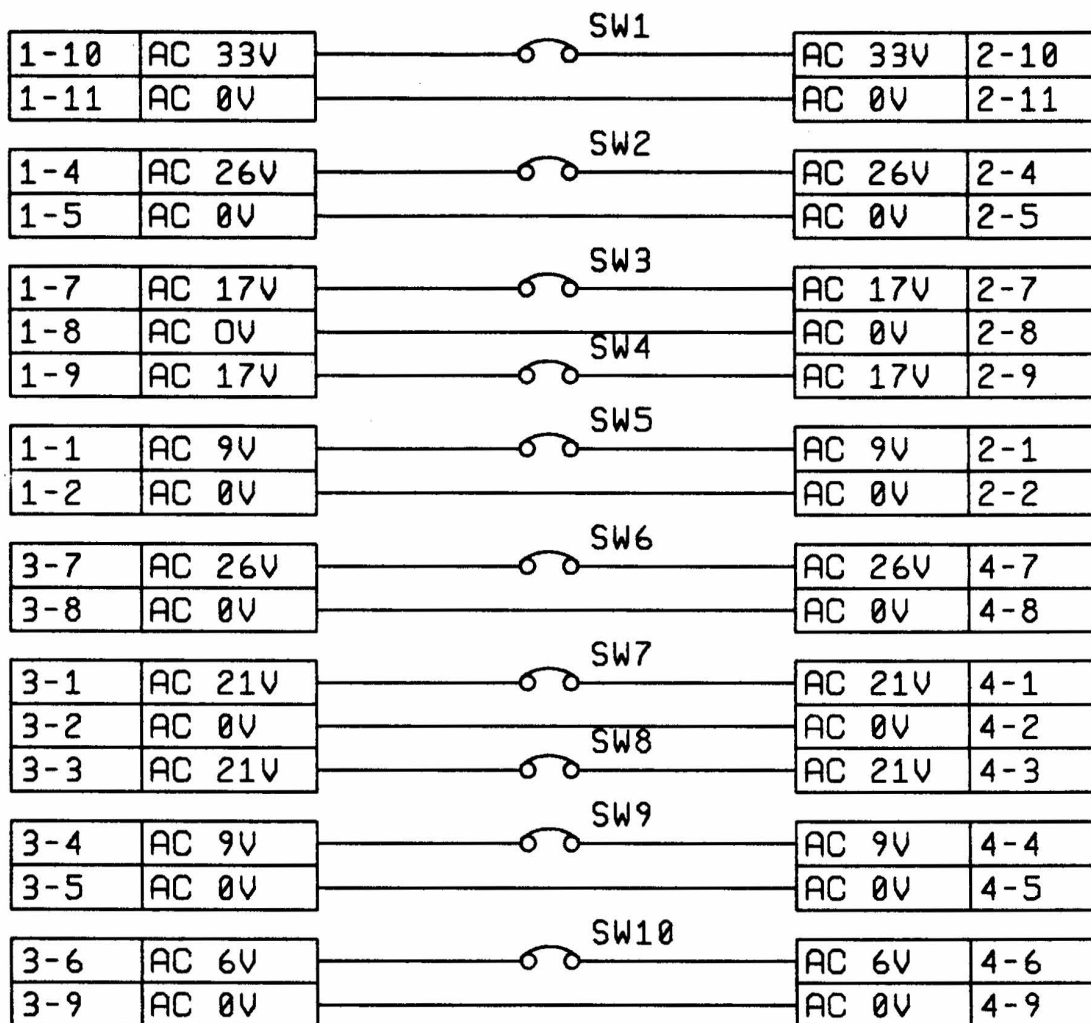 SW1
1-10 AC 33V AC 33V 2-10
1-11 AC 0V AC 0V 2-11
SW2
1-4 AC 26V AC 26V 2-4
1-5 AC 0V AC 0V 2-5
SW3
1-7 AC 17V AC 17V 2-7
1-8 AC 0V AC 0V 2-8
SW4
1-9 AC 17V AC 17V 2-9
SW5
1-1 AC 9V AC 9V 2-1
1-2 AC 0V AC 0V 2-2
SW6
3-7 AC 26V AC 26V 4-7
3-8 AC 0V AC 0V 4-8
SW7
3-1 AC 21V AC 21V 4-1
3-2 AC 0V AC 0V 4-2
SW8
3-3 AC 21V AC 21V 4-3
SW9
3-4 AC 9V AC 9V 4-4
3-5 AC 0V AC 0V 4-5
SW10
3-6 AC 6V AC 6V 4-6
3-9 AC 0V AC 0V 4-9